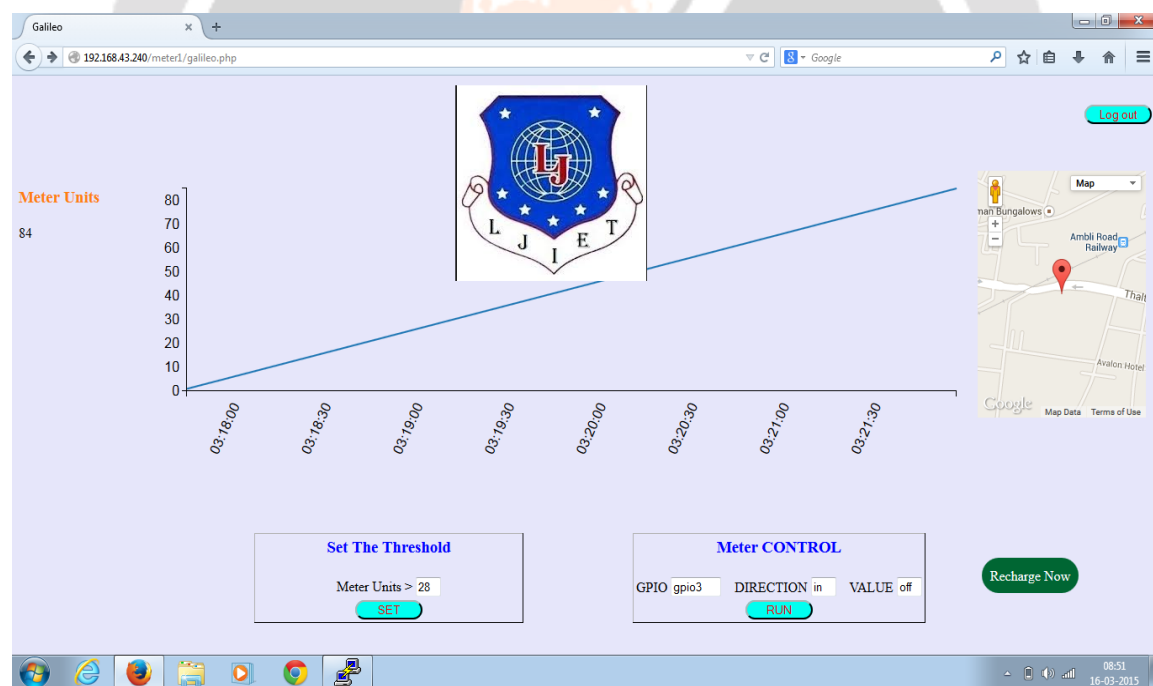 Galileo
192.168.43.240/meter1/galileo.php
Google
Log out
L J
L J I E T
Meter Units
84
80
70
60
50
40
30
20
10
0
03:18:00
03:18:30
03:19:00
03:19:30
03:20:00
03:20:30
03:21:00
03:21:30
Map
man Bungalows
Ambli Road
Railway
Thalt
Avalon Hotel
Google
Map Data Terms of Use
Set The Threshold
Meter Units > 28
SET
Meter CONTROL
GPIO gpio3 DIRECTION in VALUE off
RUN
Recharge Now
08:51
16-03-2015